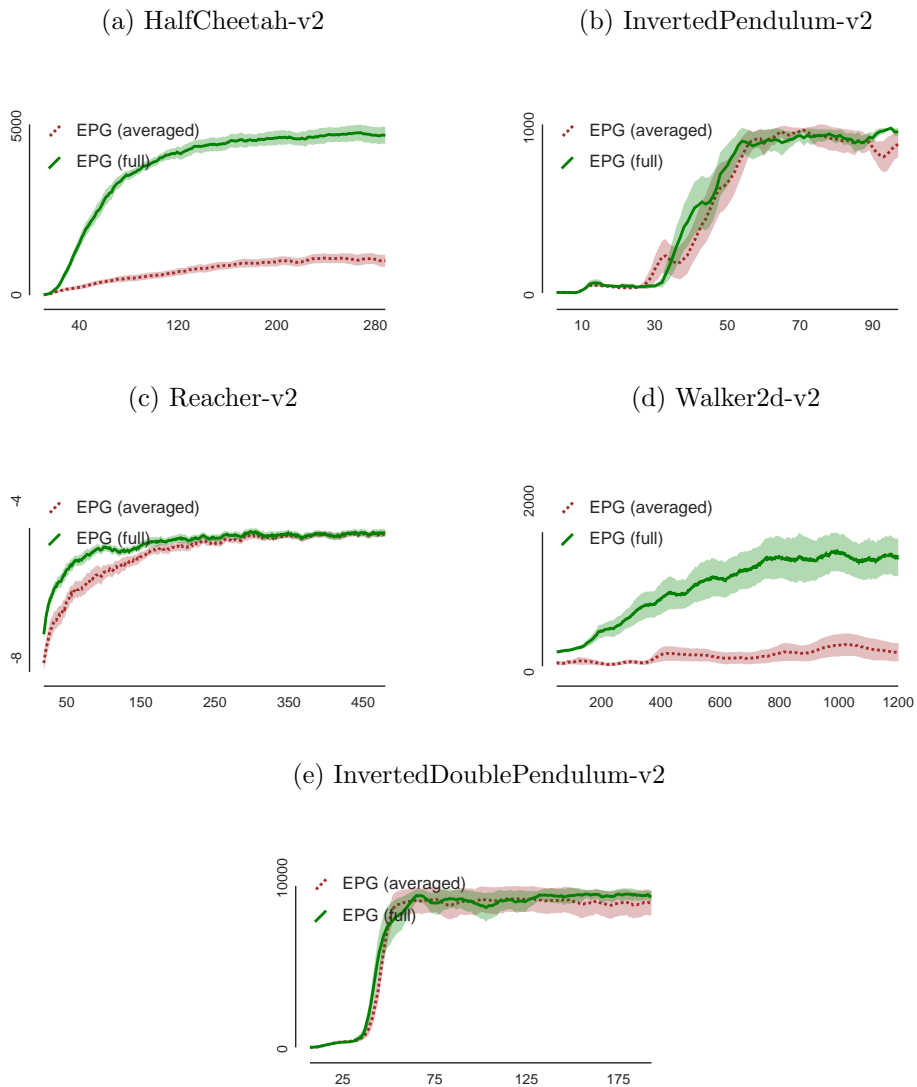 (a) HalfCheetah-v2
5000
EPG (averaged)
EPG (full)
0
40 120 200 280
(b) InvertedPendulum-v2
1000
EPG (averaged)
EPG (full)
0
10 30 50 70 90
(c) Reacher-v2
-4
EPG (averaged)
EPG (full)
-8
50 150 250 350 450
(d) Walker2d-v2
2000
EPG (averaged)
EPG (full)
0
200 400 600 800 1000 1200
(e) InvertedDoublePendulum-v2
10000
EPG (averaged)
EPG (full)
0
25 75 125 175